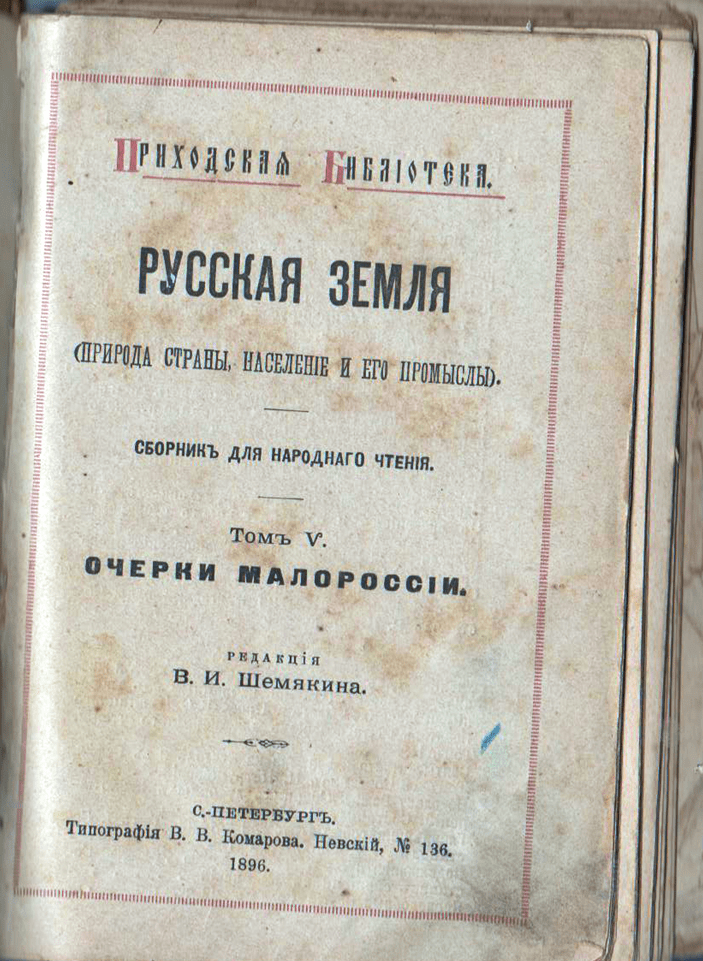 Приходская Библіотека.
РУССКАЯ ЗЕМЛЯ
(ПРИРОДА СТРАНЫ, НАСЕЛЕНІЕ И ЕГО ПРОМЫСЛЫ).
СБОРНИКЪ ДЛЯ НАРОДНАГО ЧТЕНІЯ.
Томъ V.
ОЧЕРКИ МАЛОРОССІИ.
РЕДАКЦІЯ
В. И. Шемякина.
С.-ПЕТЕРБУРГЪ.
Типографія В. В. Комарова. Невскій, № 136.
1896.